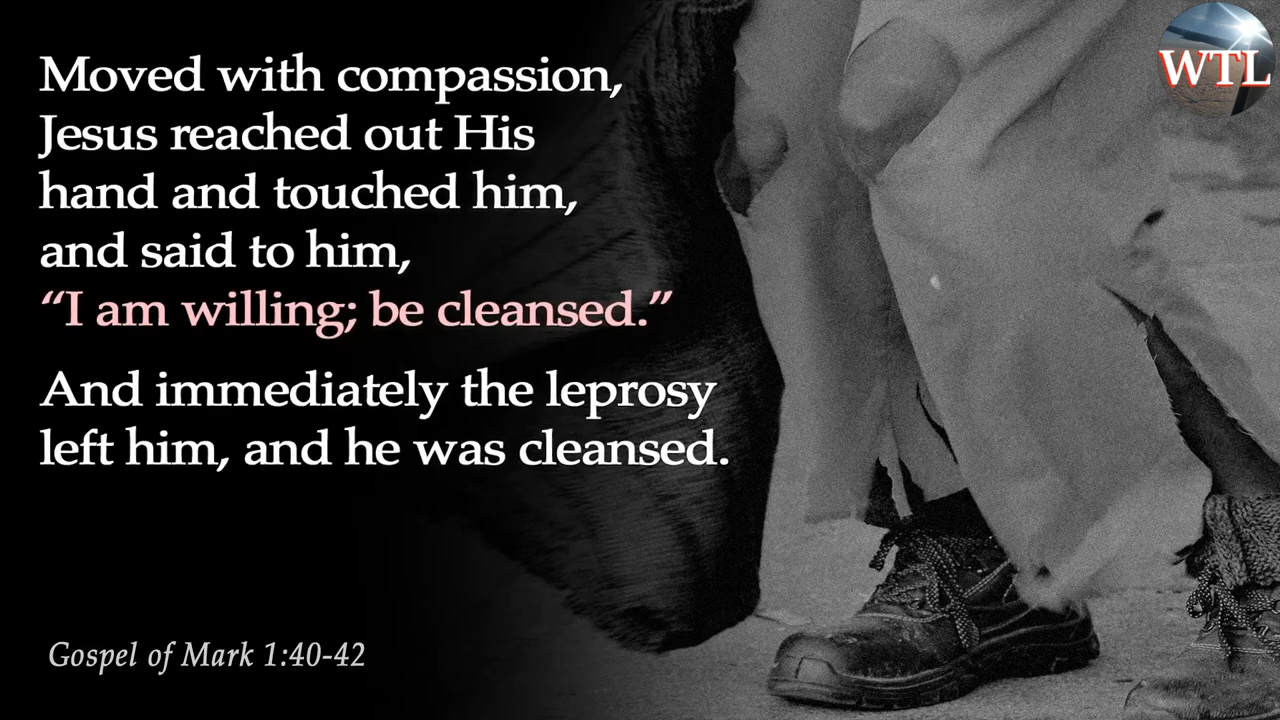 WTL
Moved with compassion,
Jesus reached out His
hand and touched him,
and said to him,
“I am willing; be cleansed.”
And immediately the leprosy
left him, and he was cleansed.
Gospel of Mark 1:40-42